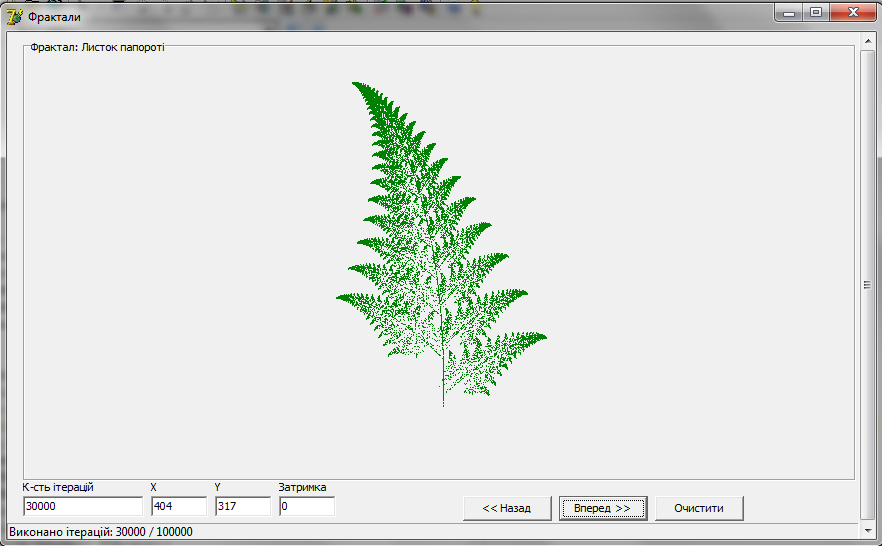 Фрактали
Фрактал: Листок папороті
К-сть ітерацій X Y Затримка
30000 404 317 0 << Назад Вперед >> Очистити
Виконано ітерацій: 30000 / 100000